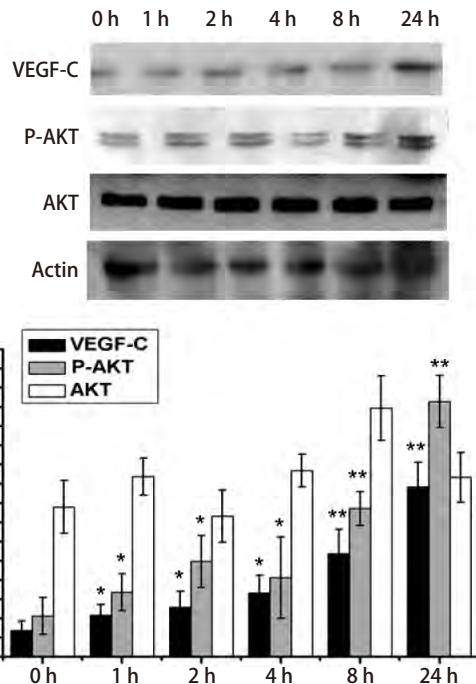 0 h 1 h 2 h 4 h 8 h 24 h
VEGF-C
P-AKT
AKT
Actin
VEGF-C
P-AKT
AKT
**
**
* * * * * * ** **
0 h 1 h 2 h 4 h 8 h 24 h